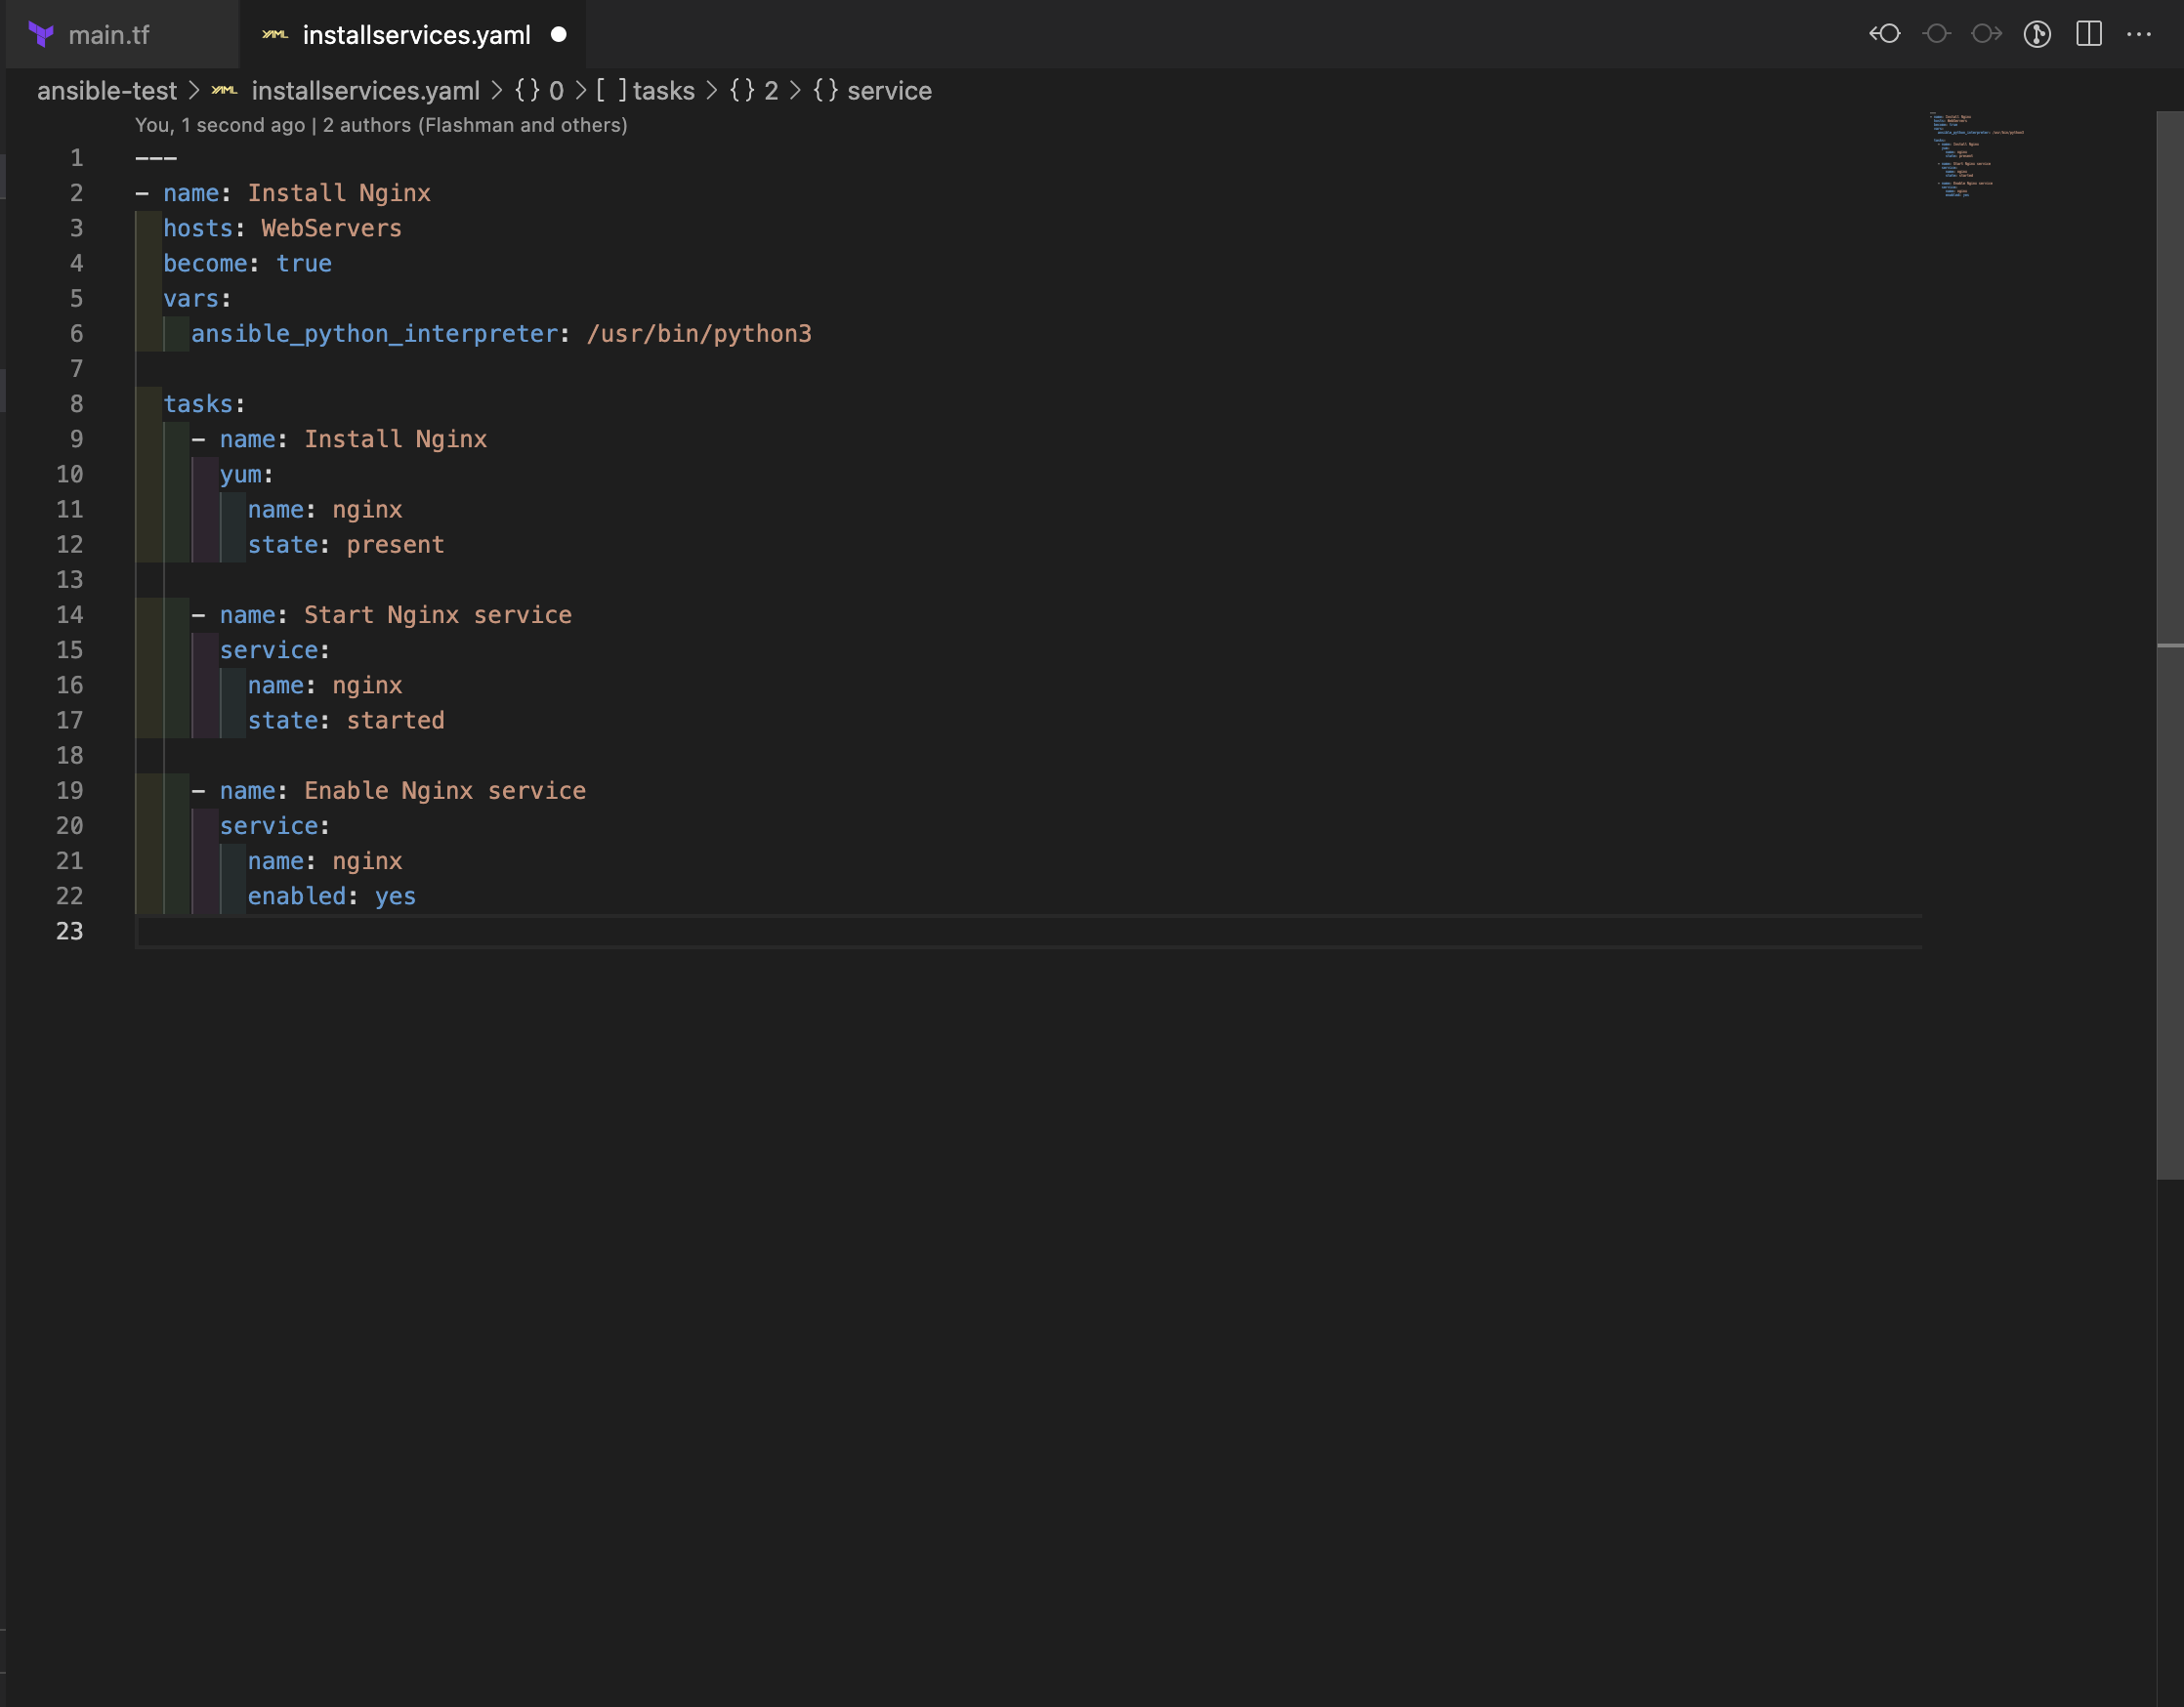 main.tf
YAML installservices.yaml
ansible-test > YAML installservices.yaml > {} 0 > [ ] tasks > {} 2 > {} service
You, 1 second ago | 2 authors (Flashman and others)
1 ---
2 - name: Install Nginx
3   hosts: WebServers
4   become: true
5   vars:
6     ansible_python_interpreter: /usr/bin/python3
7
8   tasks:
9     - name: Install Nginx
10       yum:
11         name: nginx
12         state: present
13
14     - name: Start Nginx service
15       service:
16         name: nginx
17         state: started
18
19     - name: Enable Nginx service
20       service:
21         name: nginx
22         enabled: yes
23